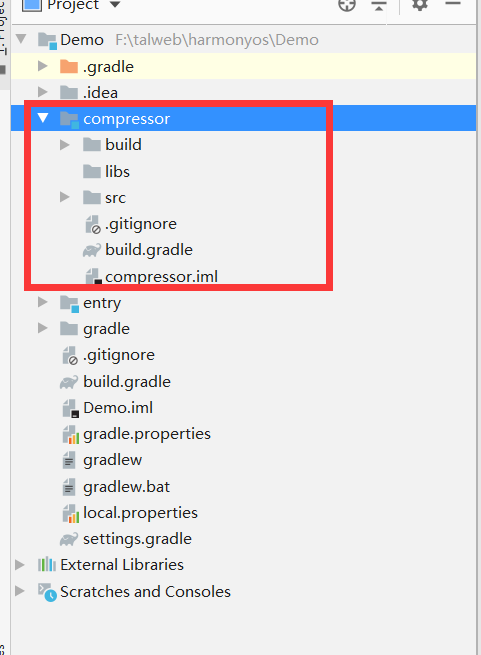 1: Project
Project
Demo F:\talweb\harmonyos\Demo
.gradle
.idea
compressor
build
libs
src
.gitignore
build.gradle
compressor.iml
entry
gradle
.gitignore
build.gradle
Demo.iml
gradle.properties
gradlew
gradlew.bat
local.properties
settings.gradle
External Libraries
Scratches and Consoles